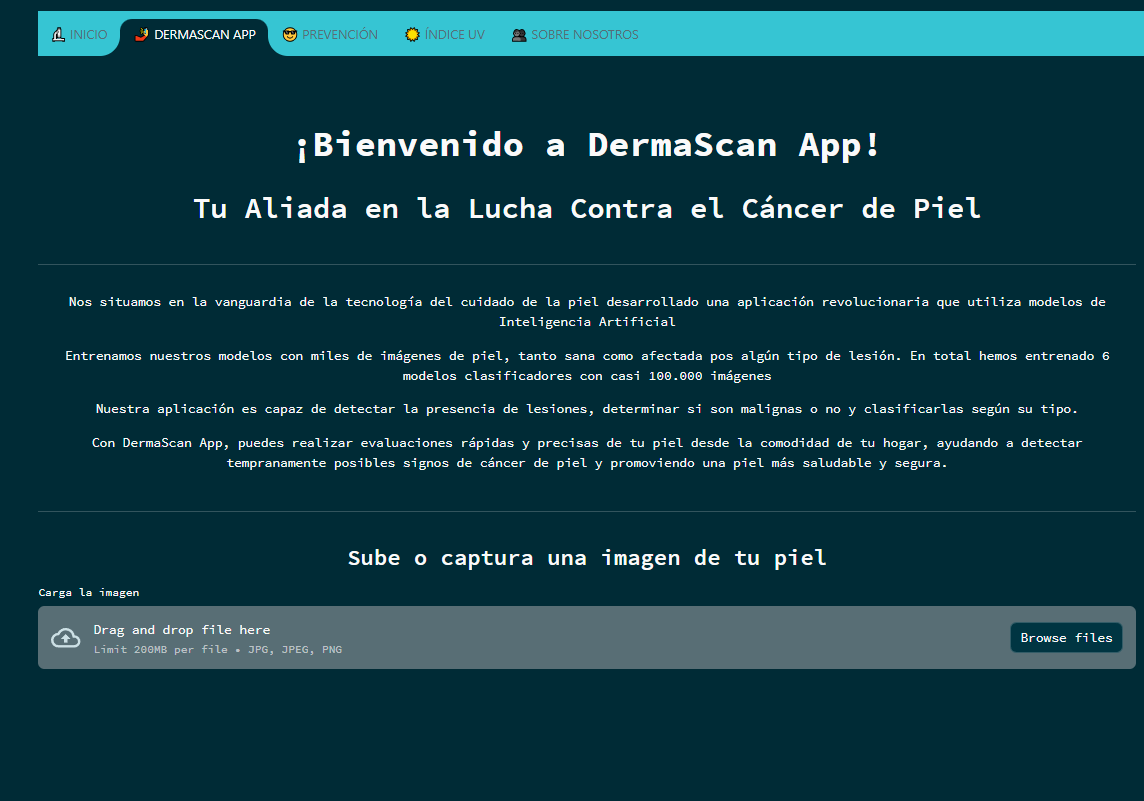 INICIO
DERMASCAN APP
PREVENCIÓN
ÍNDICE UV
SOBRE NOSOTROS
¡Bienvenido a DermaScan App!
Tu Aliada en la Lucha Contra el Cáncer de Piel
Nos situamos en la vanguardia de la tecnología del cuidado de la piel desarrollado una aplicación revolucionaria que utiliza modelos de
Inteligencia Artificial
Entrenamos nuestros modelos con miles de imágenes de piel, tanto sana como afectada pos algún tipo de lesión. En total hemos entrenado 6
modelos clasificadores con casi 100.000 imágenes
Nuestra aplicación es capaz de detectar la presencia de lesiones, determinar si son malignas o no y clasificarlas según su tipo.
Con DermaScan App, puedes realizar evaluaciones rápidas y precisas de tu piel desde la comodidad de tu hogar, ayudando a detectar
tempranamente posibles signos de cáncer de piel y promoviendo una piel más saludable y segura.
Sube o captura una imagen de tu piel
Carga la imagen
Drag and drop file here
Limit 200MB per file • JPG, JPEG, PNG
Browse files